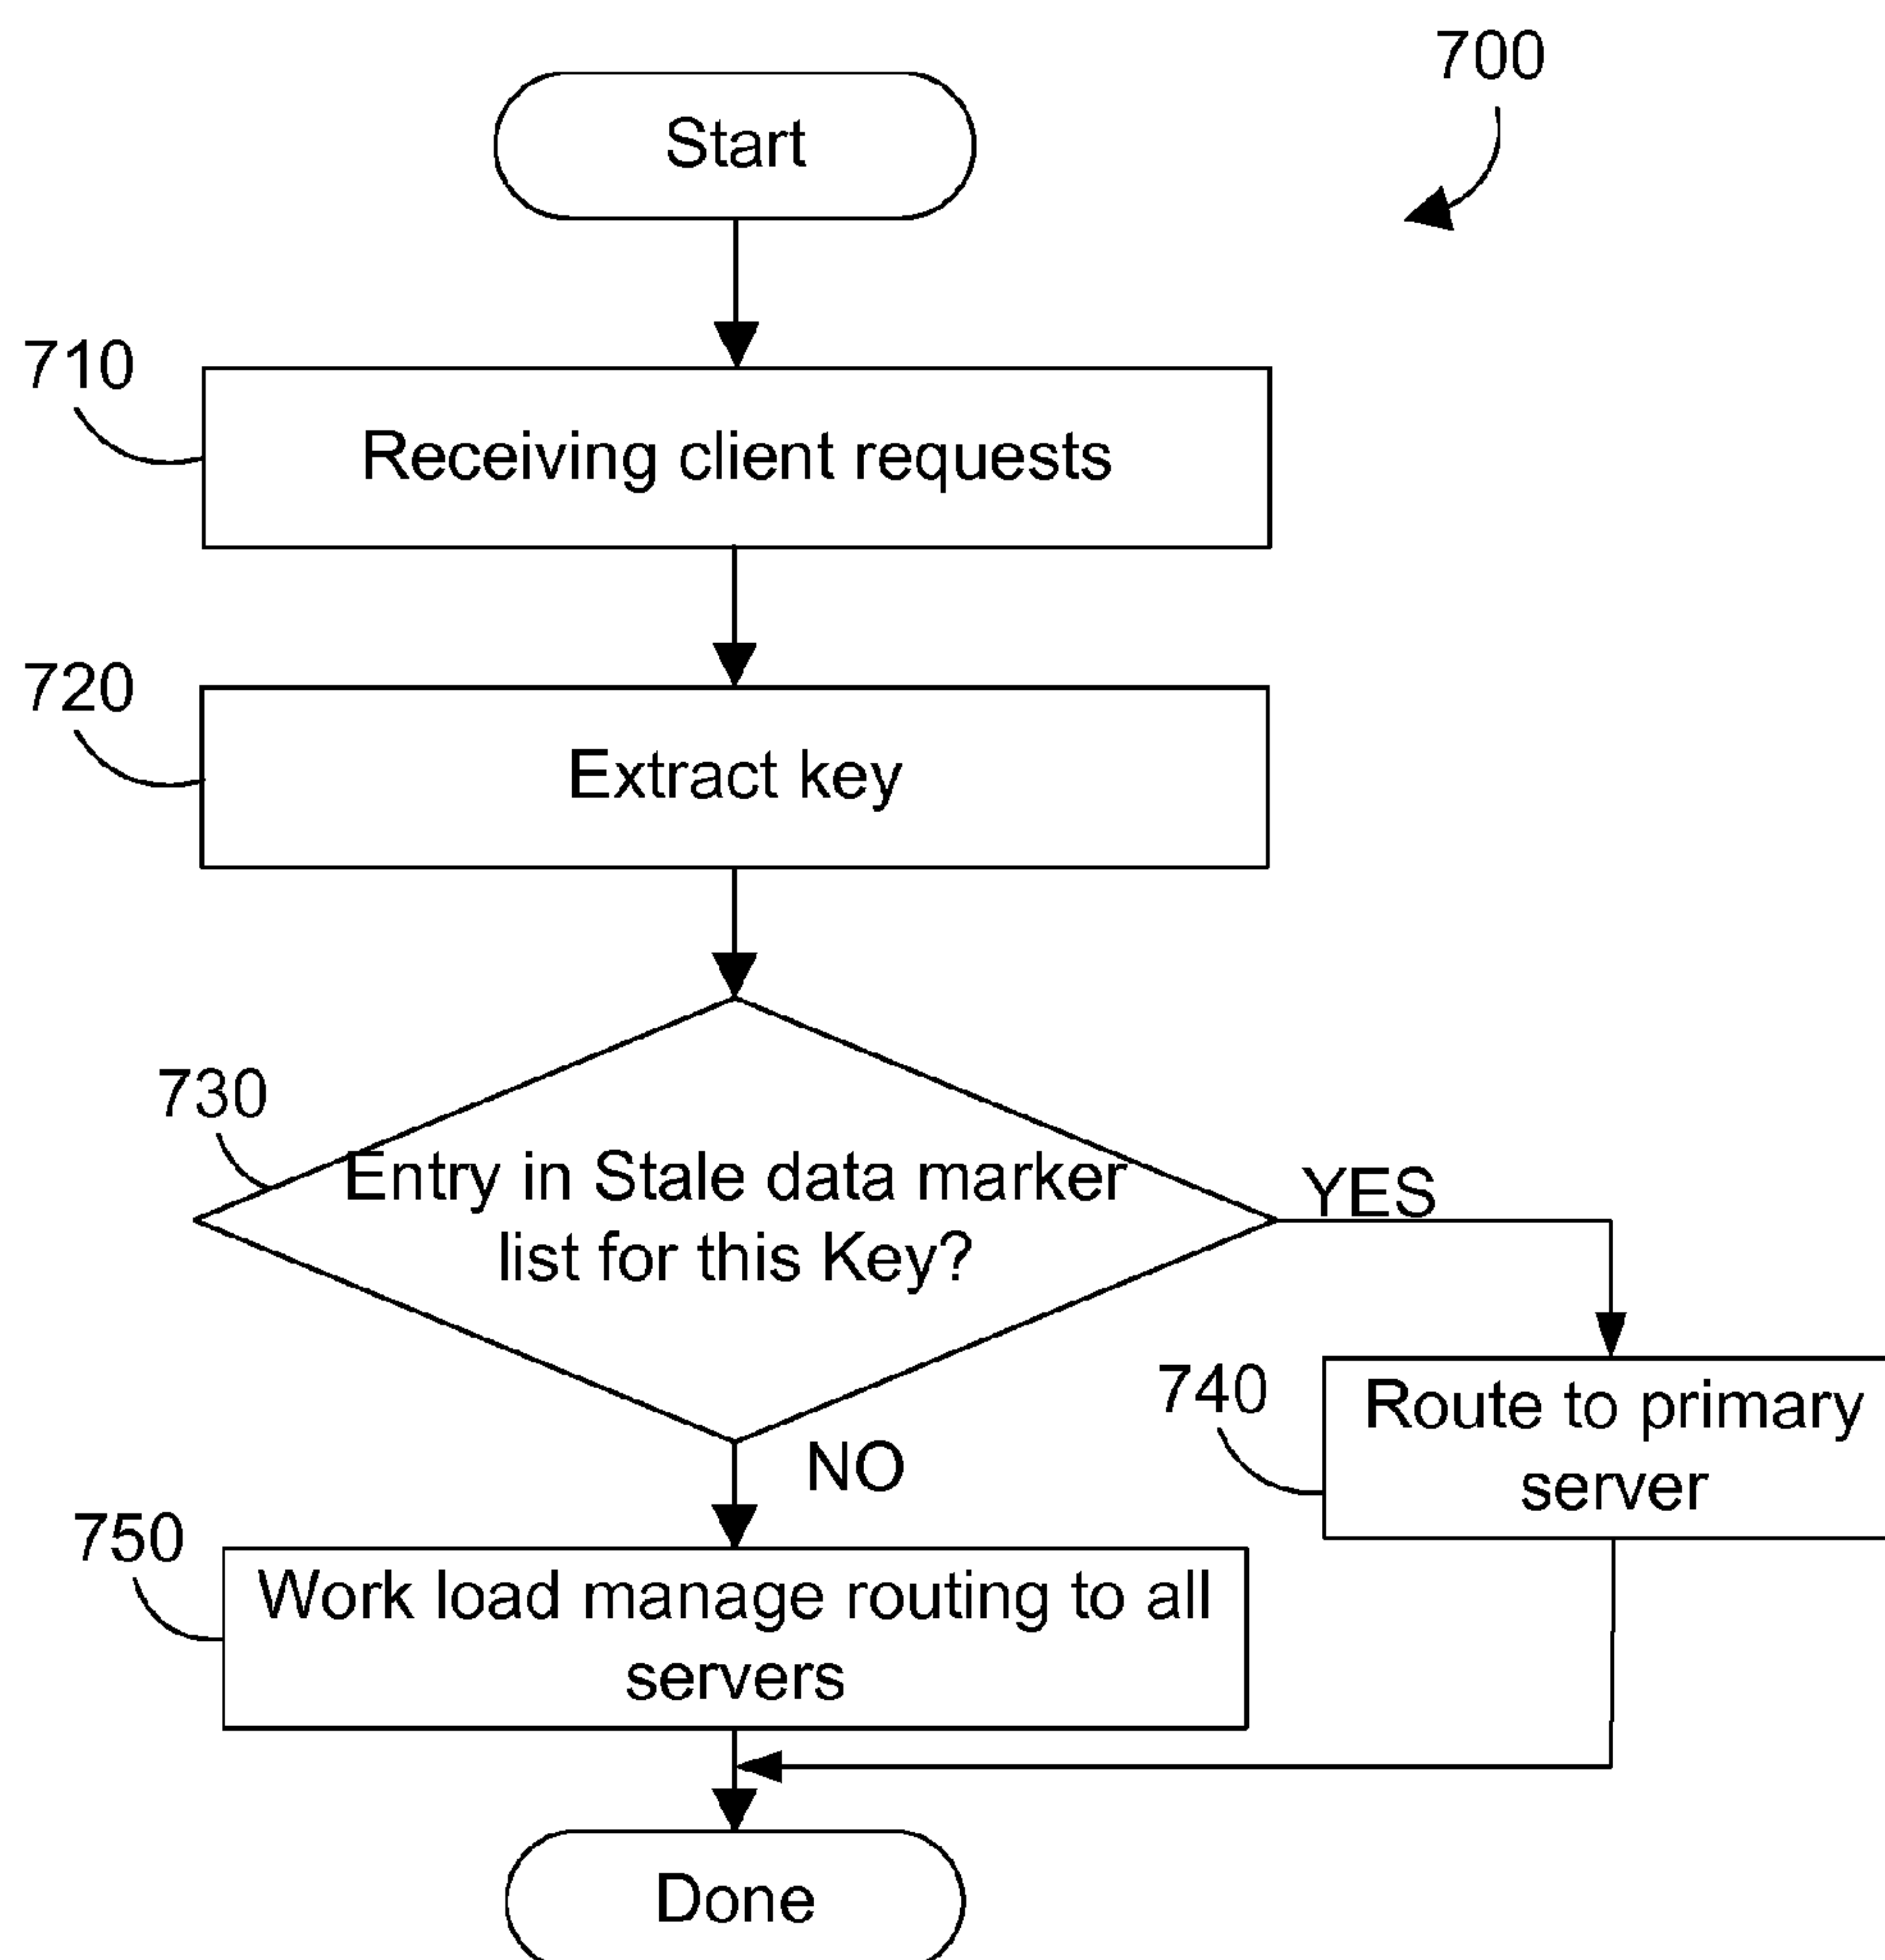 700
Start
710
Receiving client requests
720
Extract key
730
Entry in Stale data marker
list for this Key?
YES
740
Route to primary
server
NO
750
Work load manage routing to all
servers
Done